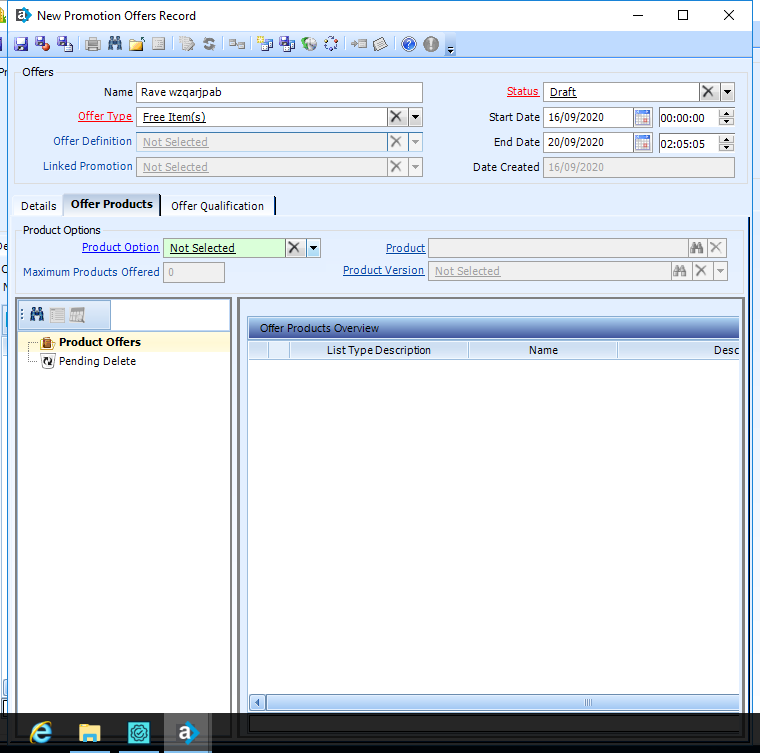 New Promotion Offers Record
Offers
Name Rave wzqarjpab Status Draft
Offer Type Free Item(s) Start Date 16/09/2020 00:00:00
Offer Definition Not Selected End Date 20/09/2020 02:05:05
Linked Promotion Not Selected Date Created 16/09/2020
Details Offer Products Offer Qualification
Product Options
Product Option Not Selected Product
Maximum Products Offered 0 Product Version Not Selected
Offer Products Overview
Product Offers
List Type Description Name Desc
Pending Delete